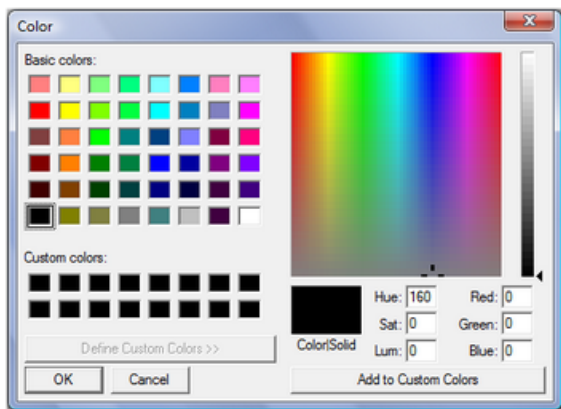 Color
Basic colors:
Custom colors:
Define Custom Colors >>
OK
Cancel
Color|Solid
Hue: 160
Sat: 0
Lum: 0
Red: 0
Green: 0
Blue: 0
Add to Custom Colors